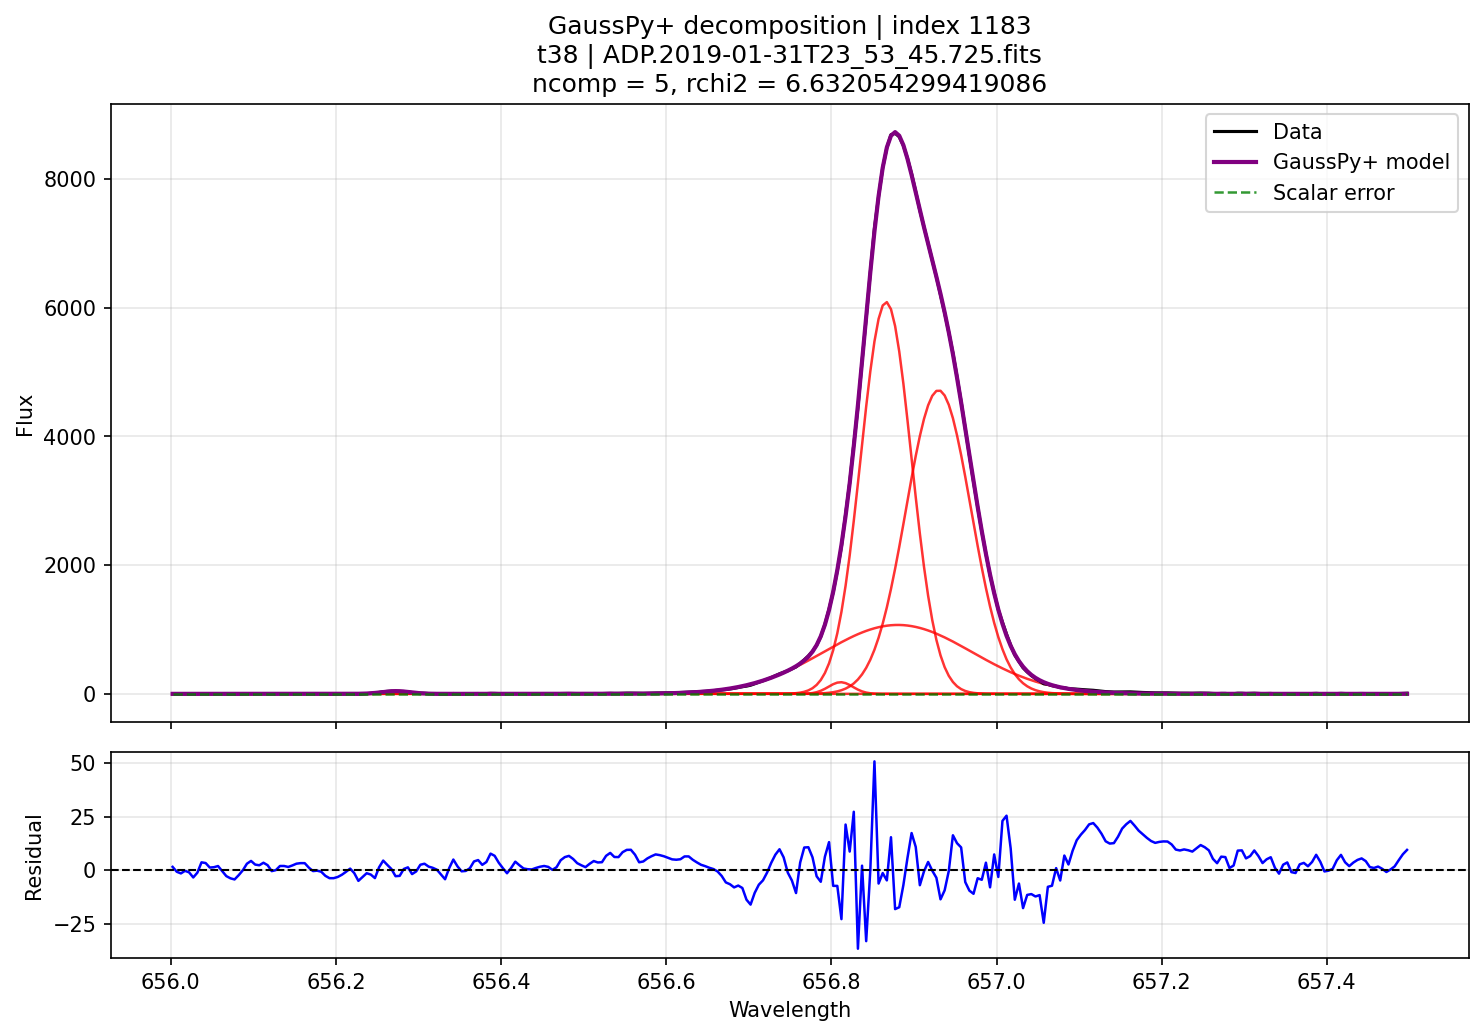 GaussPy+ decomposition | index 1183
t38 | ADP.2019-01-31T23_53_45.725.fits
ncomp = 5, rchi2 = 6.632054299419086
Data
GaussPy+ model
Scalar error
Flux
8000
6000
4000
2000
0
Residual
50
25
0
−25
656.0 656.2 656.4 656.6 656.8 657.0 657.2 657.4
Wavelength